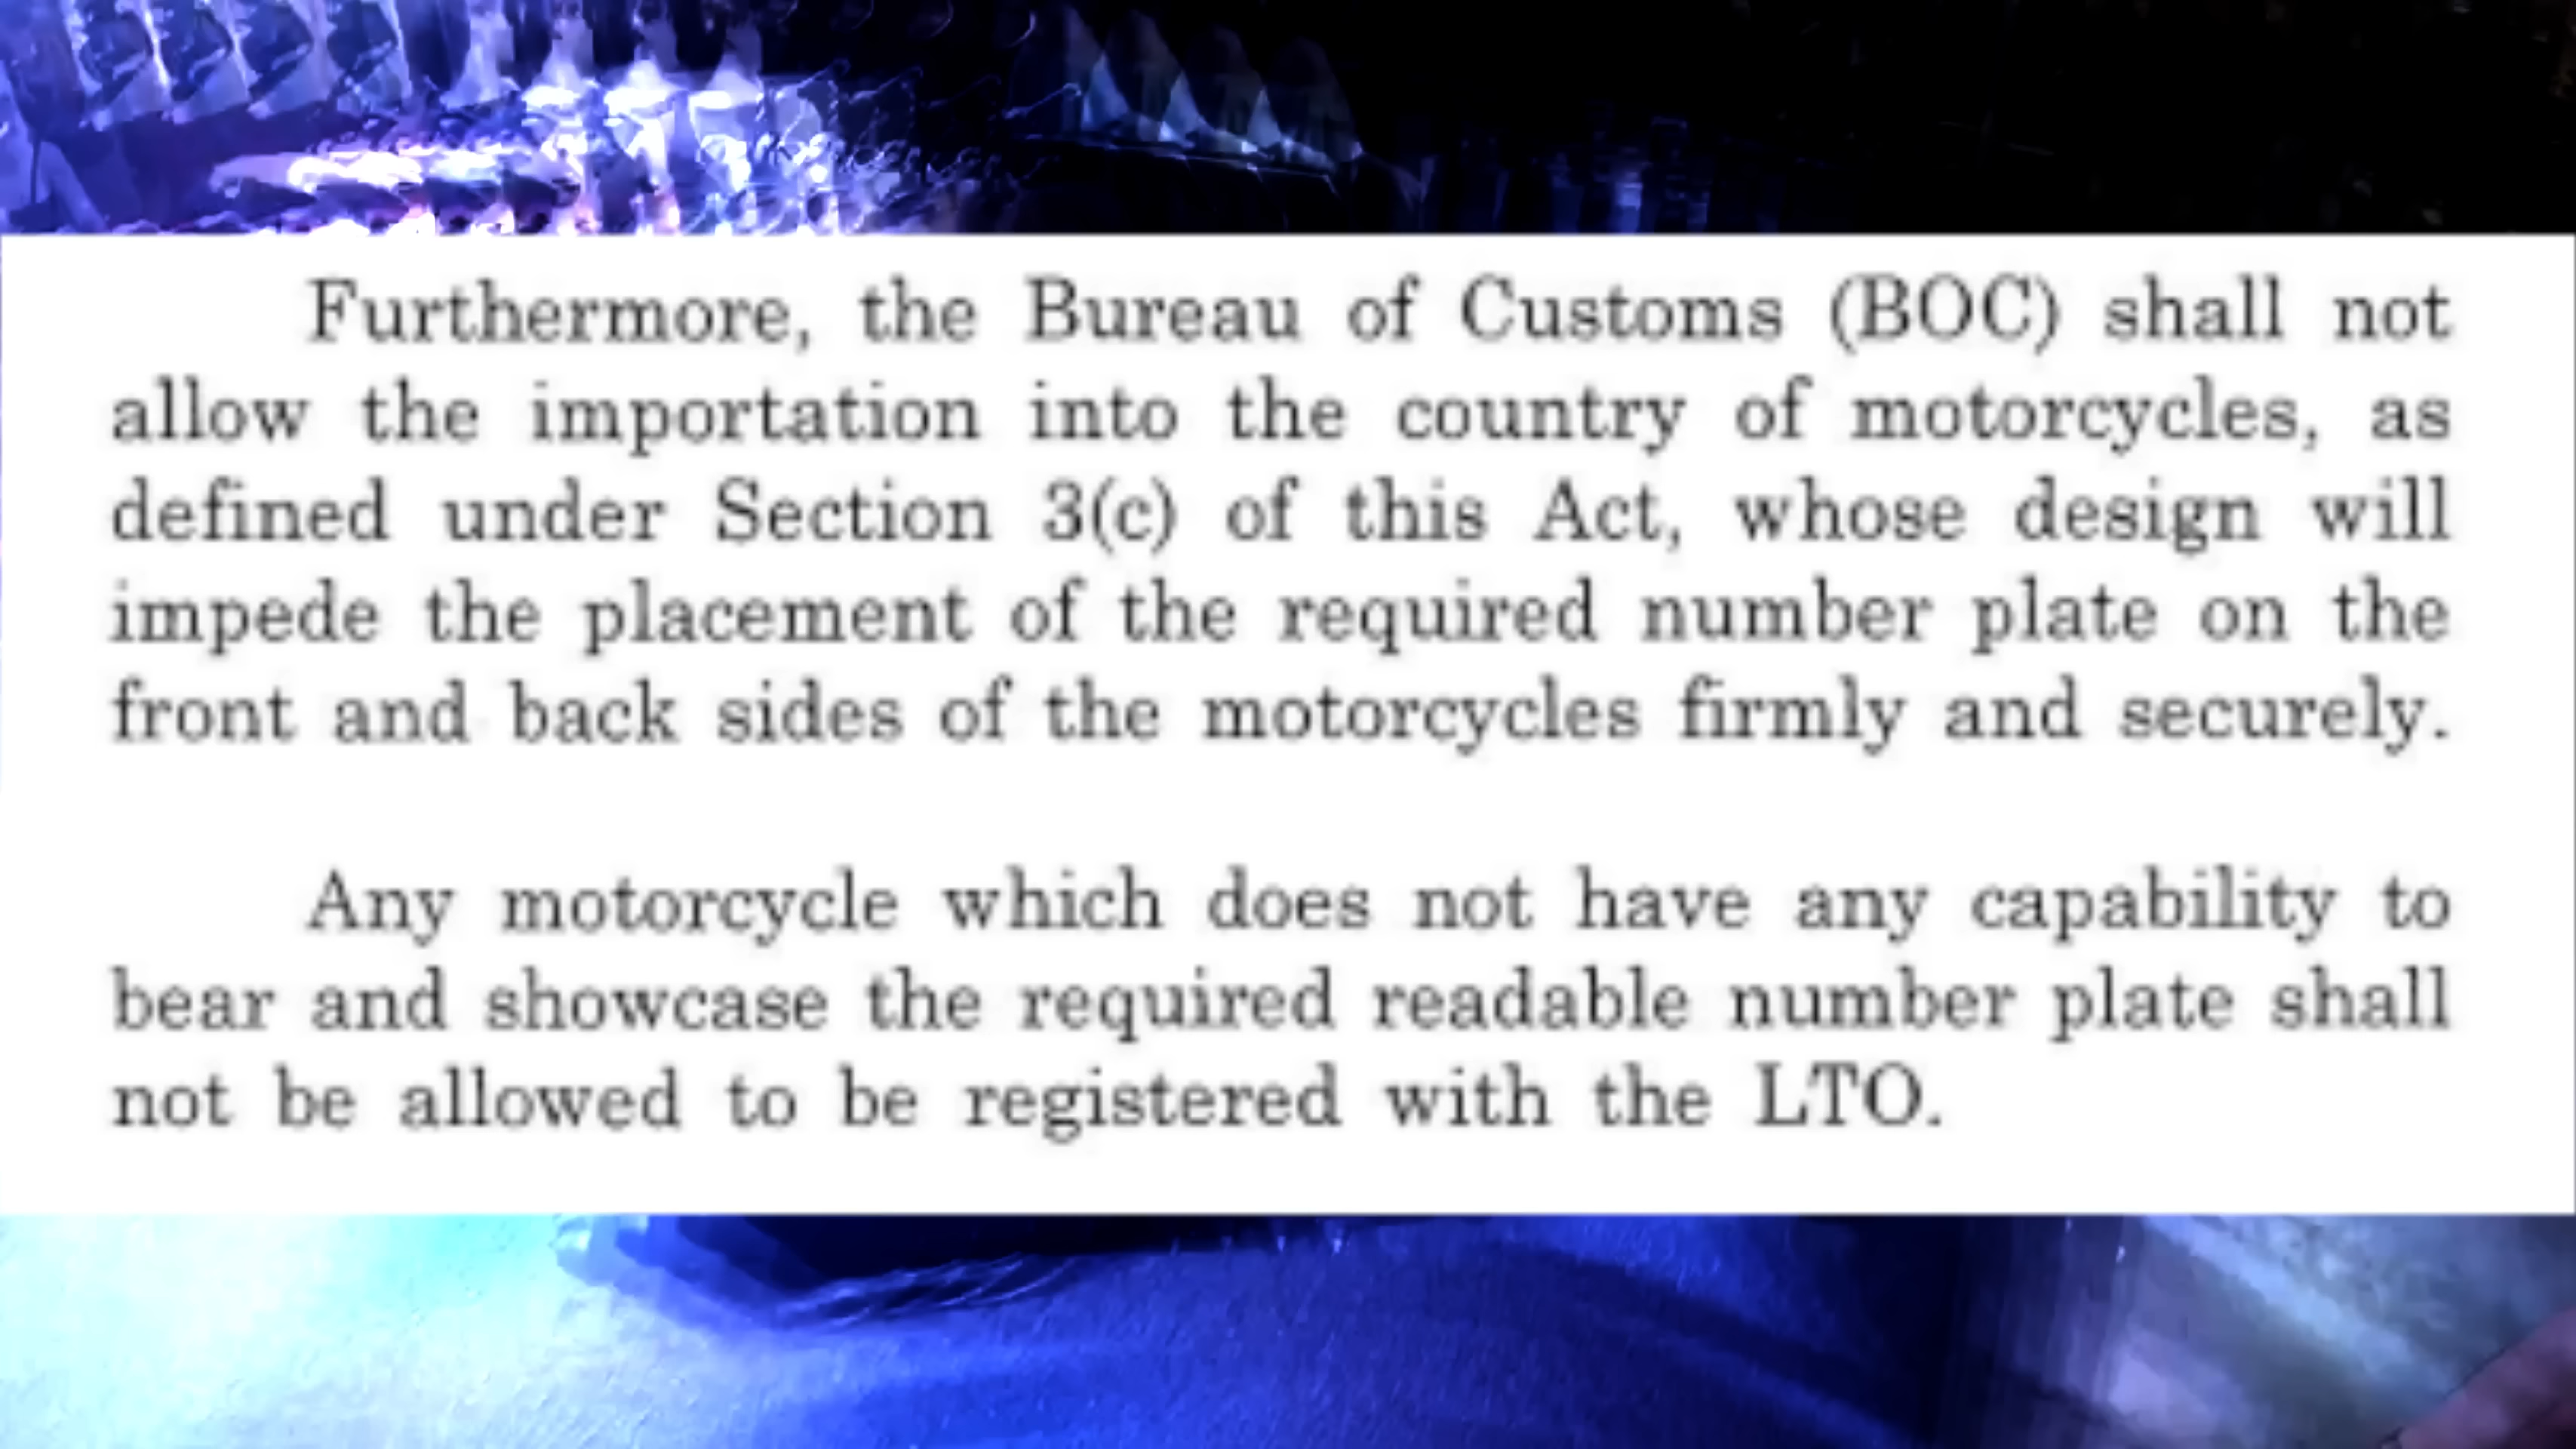 Furthermore, the Bureau of Customs (BOC) shall not
allow the importation into the country of motorcycles, as
defined under Section 3(c) of this Act, whose design will
impede the placement of the required number plate on the
front and back sides of the motorcycles firmly and securely.
Any motorcycle which does not have any capability to
bear and showcase the required readable number plate shall
not be allowed to be registered with the LTO.